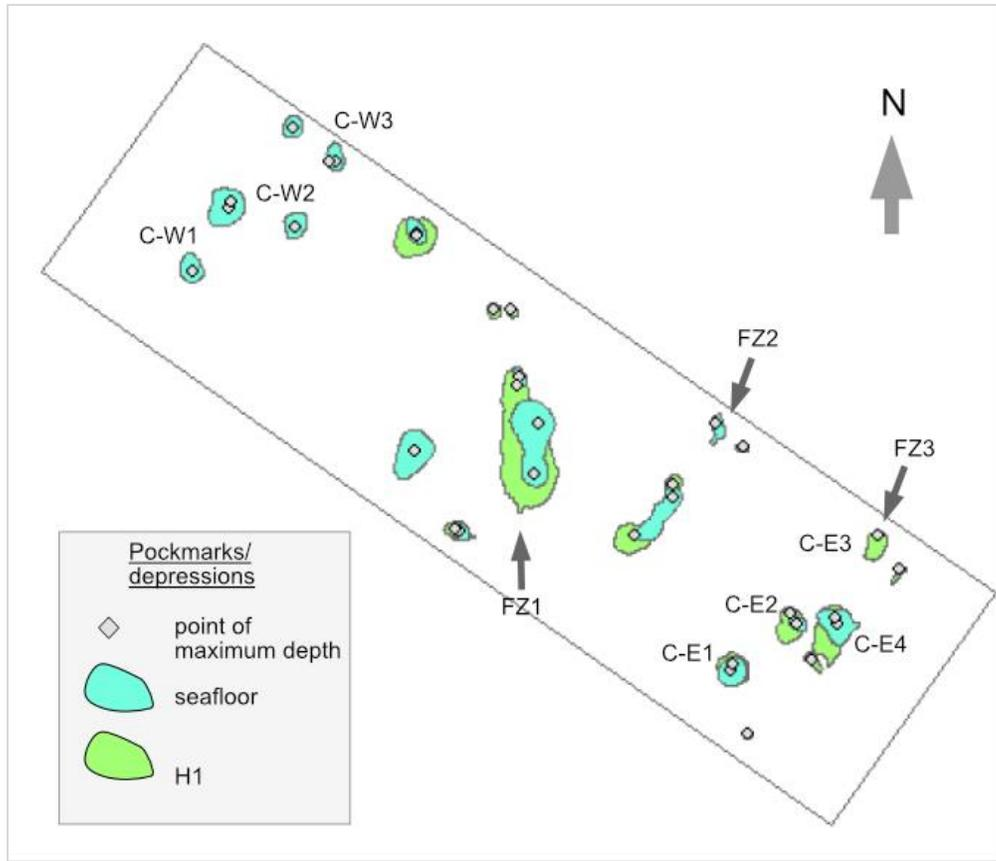 N
C-W3
C-W2
C-W1
FZ2
FZ3
C-E3
FZ1
C-E2
C-E1
C-E4
Pockmarks/
depressions
point of
maximum depth
seafloor
H1